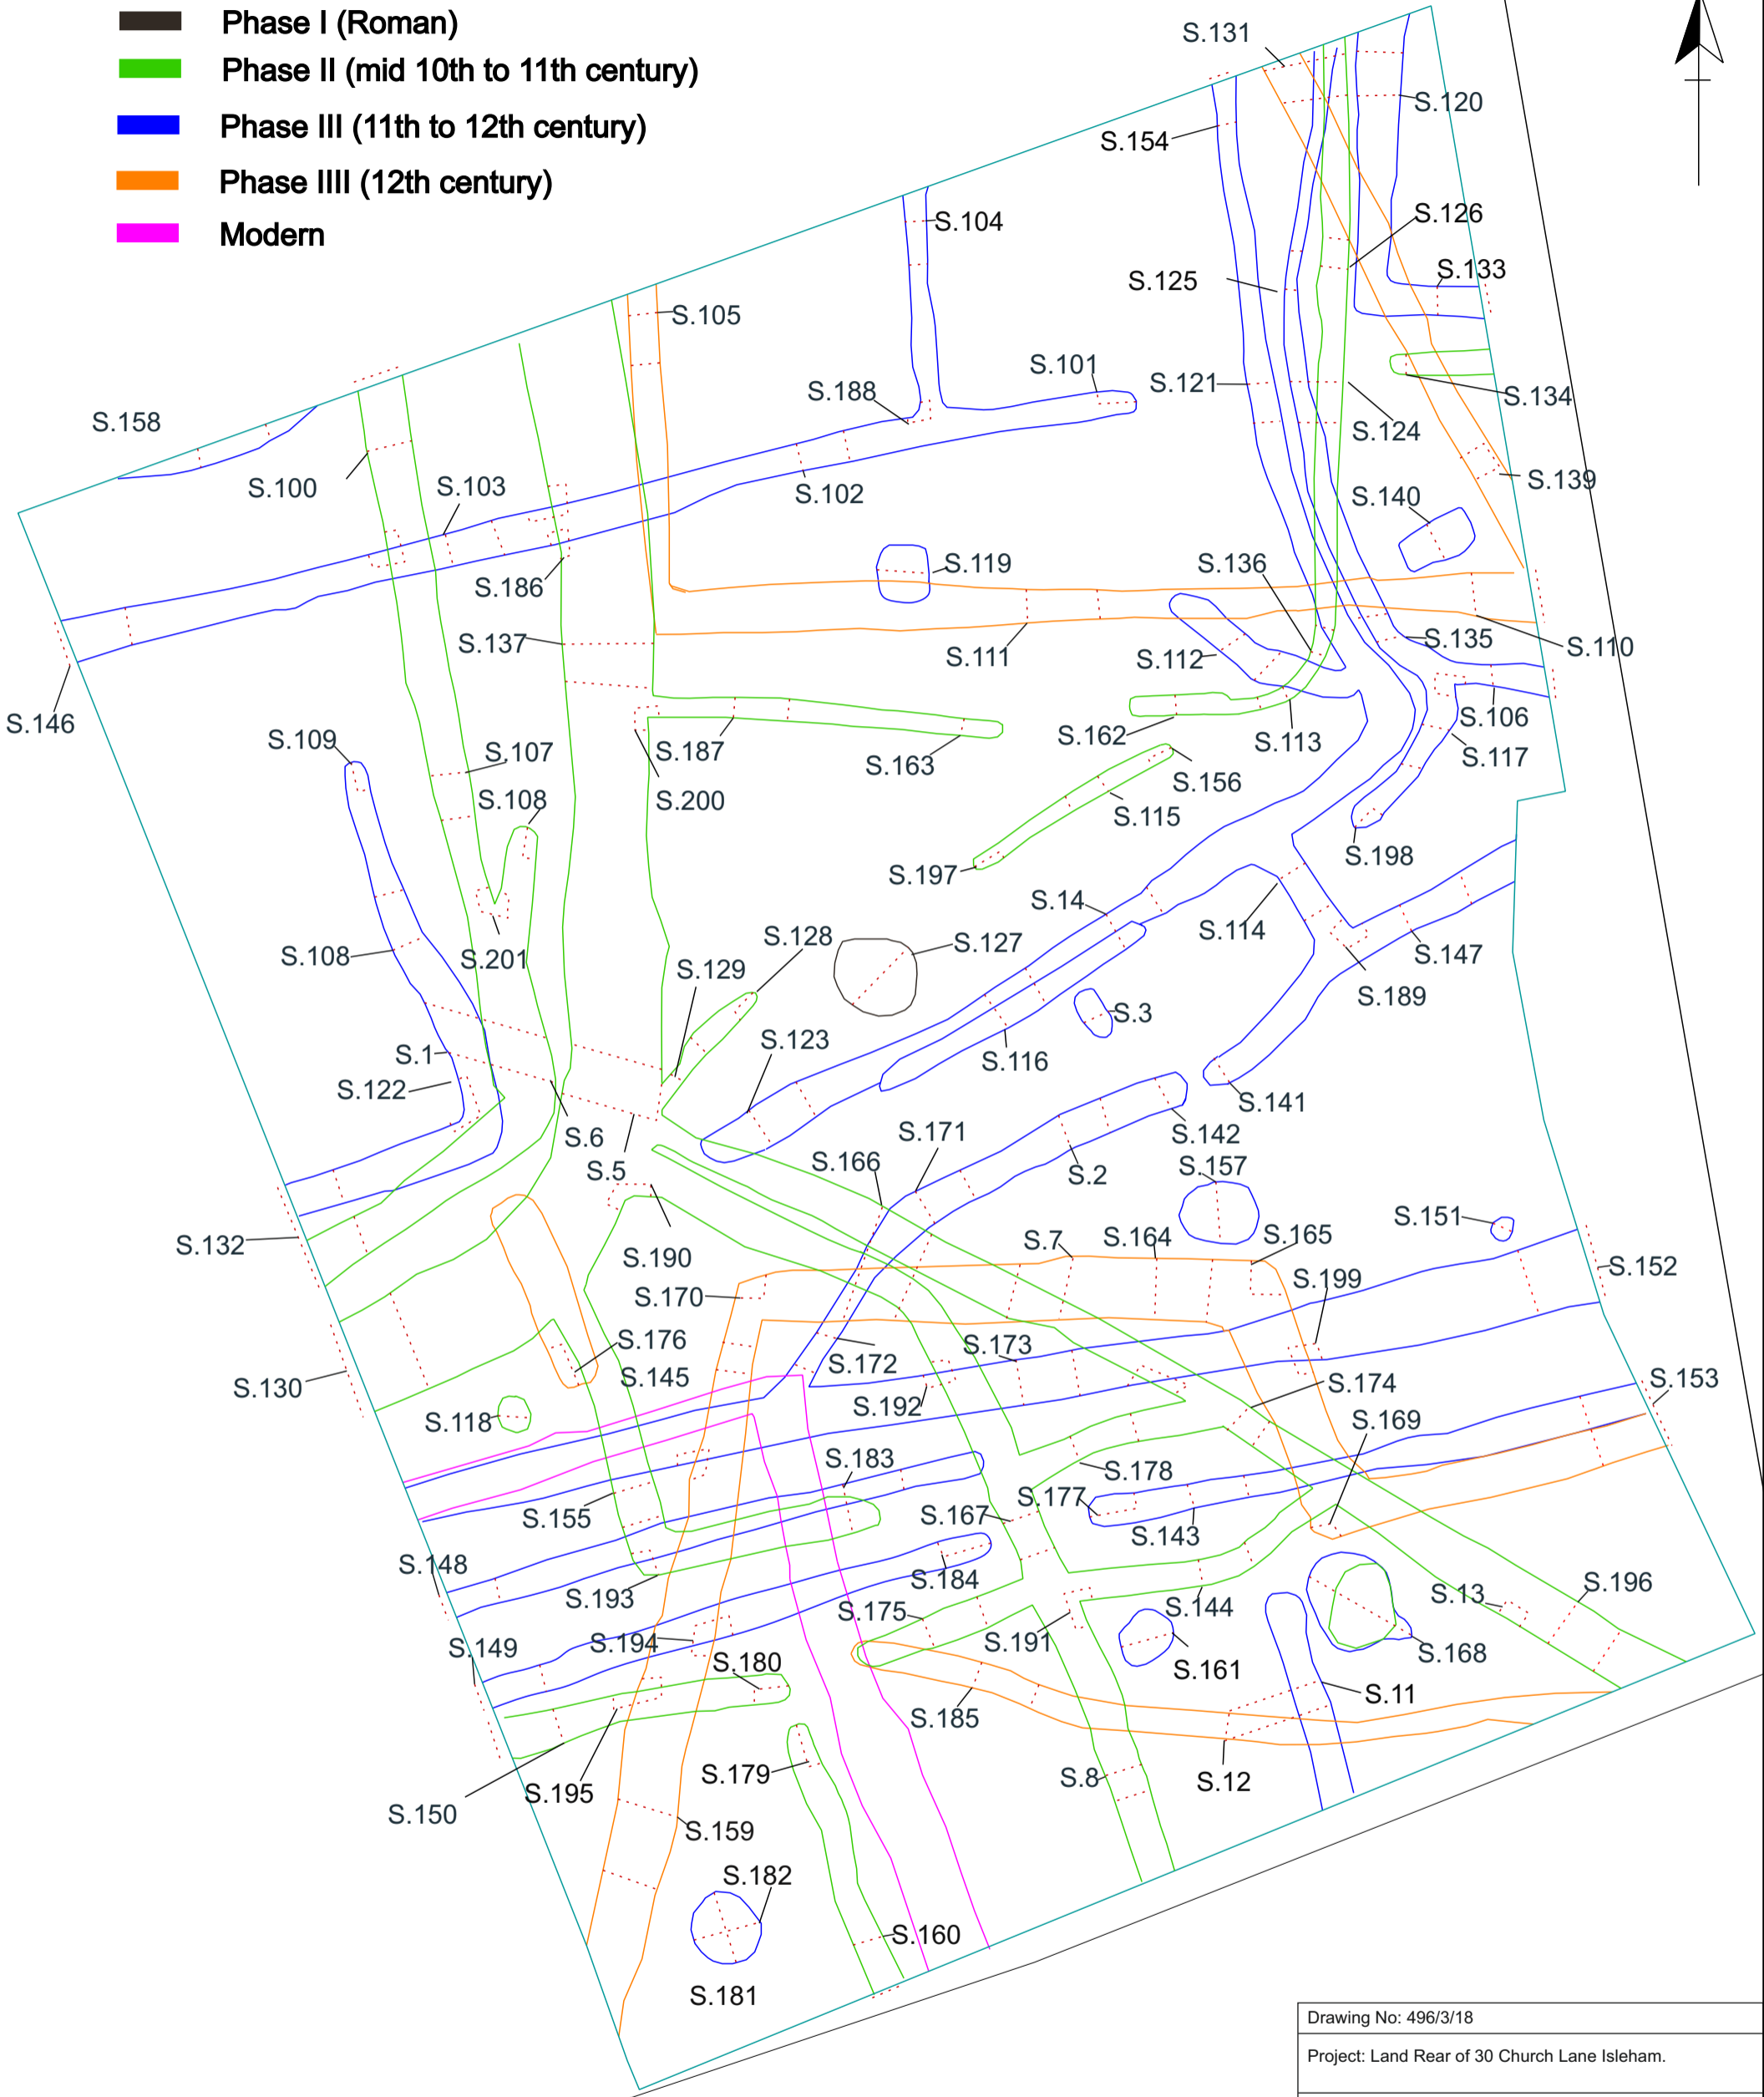 Phase I (Roman)
Phase II (mid 10th to 11th century)
Phase III (11th to 12th century)
Phase IIII (12th century)
Modern
S.131
S.120
S.154
S.126
S.104
S.133
S.125
S.105
S.101
S.188
S.121
S.134
S.158
S.124
S.100
S.103
S.102
S.139
S.140
S.119
S.136
S.186
S.137
S.111
S.112
S.135
S.110
S.146
S.106
S.109
S.107
S.187
S.163
S.162
S.113
S.117
S.108
S.200
S.156
S.115
S.198
S.197
S.14
S.114
S.108
S.201
S.128
S.127
S.147
S.129
S.189
S.3
S.123
S.1
S.116
S.122
S.141
S.6
S.171
S.142
S.5
S.166
S.2
S.157
S.132
S.151
S.190
S.7
S.164
S.165
S.152
S.170
S.199
S.176
S.173
S.145
S.172
S.130
S.192
S.174
S.153
S.118
S.169
S.183
S.178
S.177
S.155
S.167
S.143
S.148
S.184
S.193
S.175
S.144
S.13
S.196
S.149
S.194
S.191
S.168
S.180
S.161
S.11
S.185
S.179
S.8
S.12
S.195
S.150
S.159
S.182
S.160
S.181
Drawing No: 496/3/18
Project: Land Rear of 30 Church Lane Isleham.